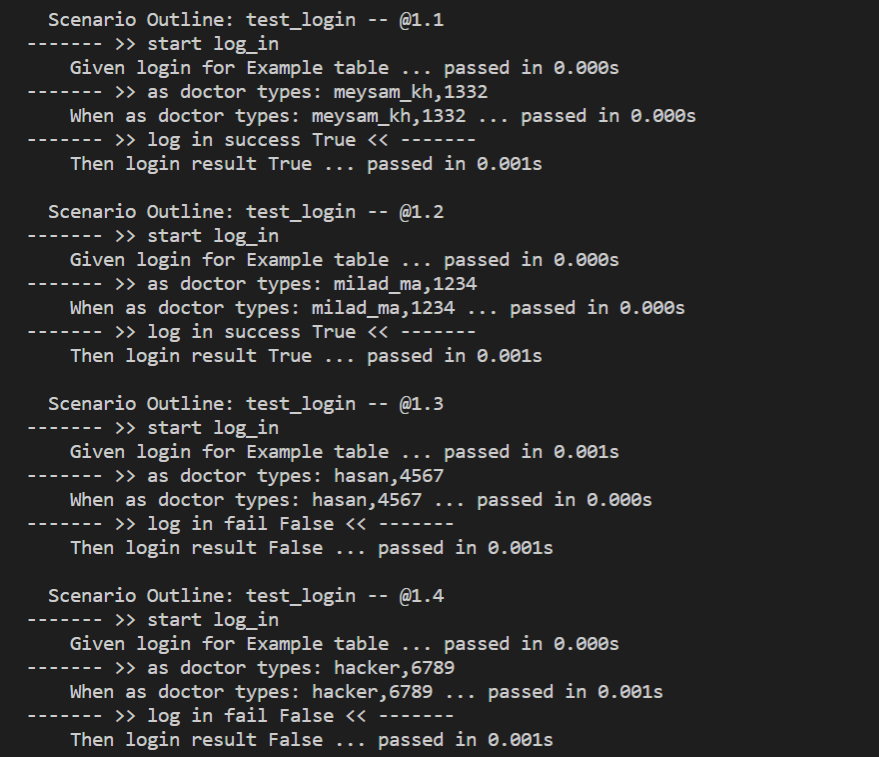 Scenario Outline: test_login -- @1.1
------- >> start log_in
Given login for Example table ... passed in 0.000s
------- >> as doctor types: meysam_kh,1332
When as doctor types: meysam_kh,1332 ... passed in 0.000s
------- >> log in success True << -------
Then login result True ... passed in 0.001s

Scenario Outline: test_login -- @1.2
------- >> start log_in
Given login for Example table ... passed in 0.000s
------- >> as doctor types: milad_ma,1234
When as doctor types: milad_ma,1234 ... passed in 0.000s
------- >> log in success True << -------
Then login result True ... passed in 0.001s

Scenario Outline: test_login -- @1.3
------- >> start log_in
Given login for Example table ... passed in 0.001s
------- >> as doctor types: hasan,4567
When as doctor types: hasan,4567 ... passed in 0.000s
------- >> log in fail False << -------
Then login result False ... passed in 0.001s

Scenario Outline: test_login -- @1.4
------- >> start log_in
Given login for Example table ... passed in 0.000s
------- >> as doctor types: hacker,6789
When as doctor types: hacker,6789 ... passed in 0.001s
------- >> log in fail False << -------
Then login result False ... passed in 0.001s